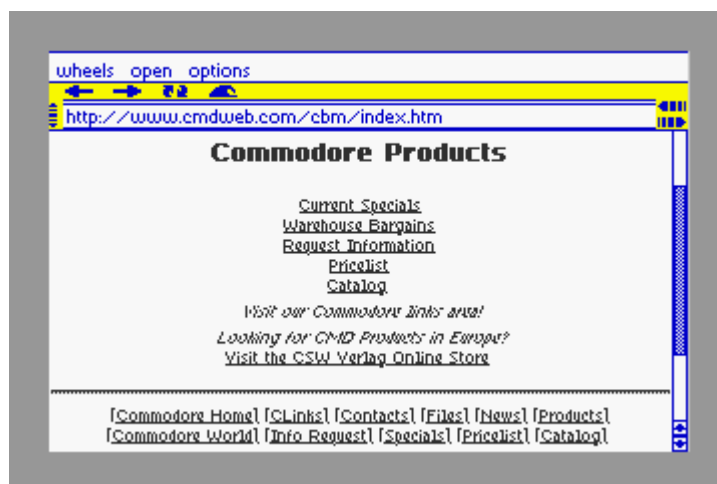 wheels open options
http://www.cmdweb.com/cbm/index.htm
Commodore Products
Current Specials
Warehouse Bargains
Request Information
Pricelist
Catalog
Visit our Commodore links area!
Looking for CMD Products in Europe?
Visit the CSW Verlag Online Store
[Commodore Home] [CLinks] [Contacts] [Files] [News] [Products]
[Commodore World] [Info Request] [Specials] [Pricelist] [Catalog]